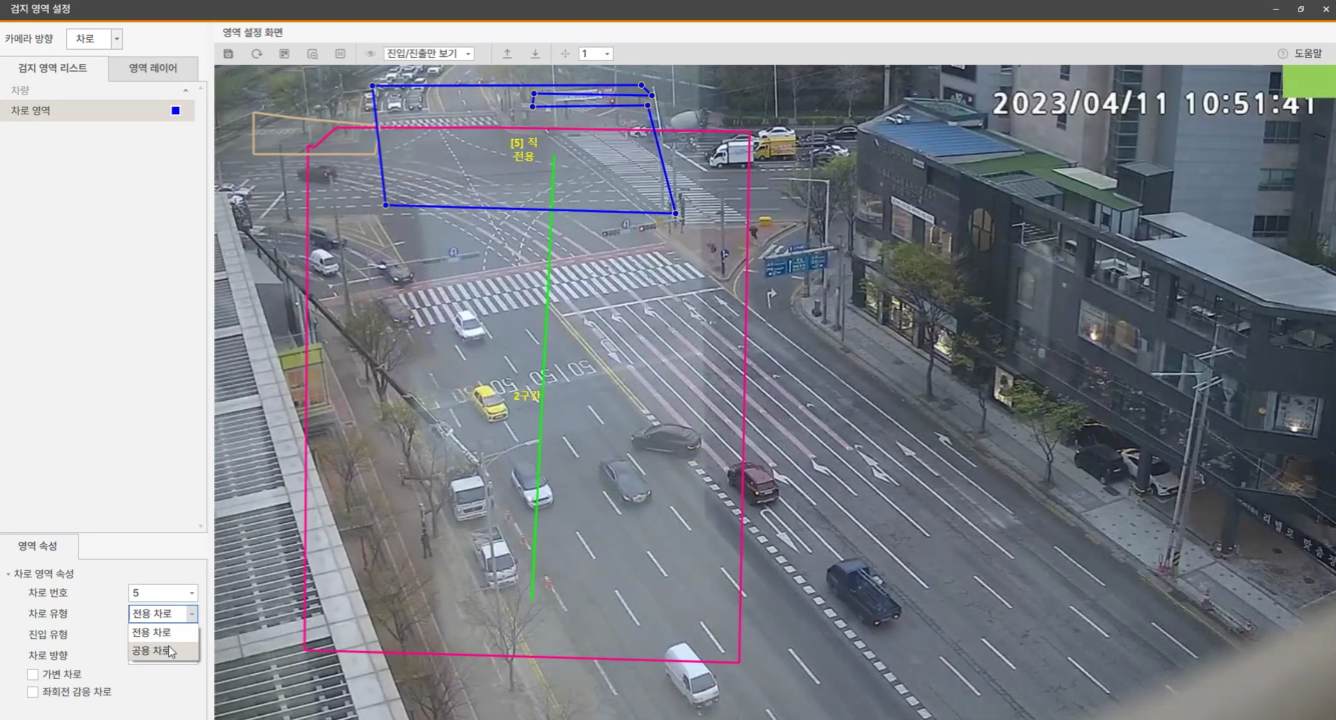 검지 영역 설정
카메라 방향
차로
검지 영역 리스트
영역 레이어
차량
차로 영역
영역 속성
차로 영역 속성
차로 번호
5
차로 유형
전용 차로
전용 차로
공용 차로
진입 유형
차로 방향
가변 차로
좌회전 감응 차로
영역 설정 화면
진입/진출만 보기
1
도움말
2023/04/11 10:51:41
[5] 직
전용
2구간
50
50
50